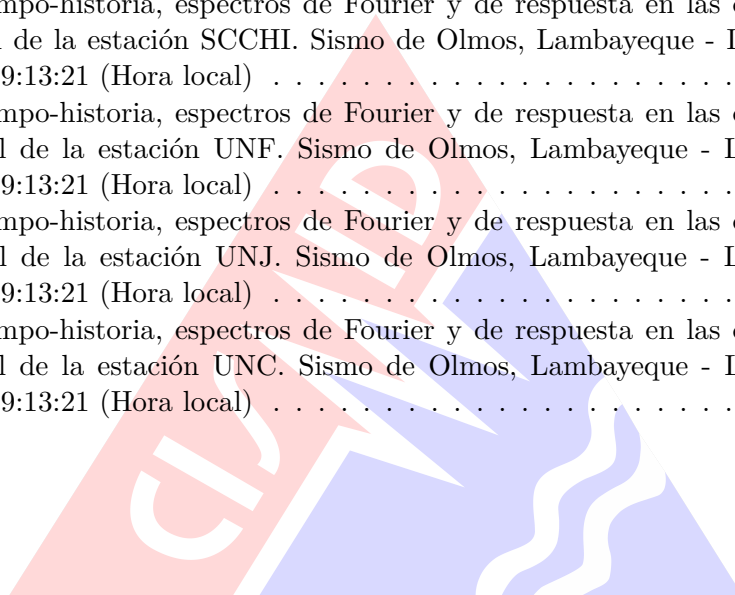 mpo-historia, espectros de Fourier y de respuesta en las
de la estación SCCHI. Sismo de Olmos, Lambayeque -
9:13:21 (Hora local) . . . . . . . . . . . . . . . . . . . . .
mpo-historia, espectros de Fourier y de respuesta en las
l de la estación UNF. Sismo de Olmos, Lambayeque -
9:13:21 (Hora local) . . . . . . . . . . . . . . . . . . . . .
mpo-historia, espectros de Fourier y de respuesta en las
l de la estación UNJ. Sismo de Olmos, Lambayeque -
9:13:21 (Hora local) . . . . . . . . . . . . . . . . . . . . .
mpo-historia, espectros de Fourier y de respuesta en las
l de la estación UNC. Sismo de Olmos, Lambayeque -
9:13:21 (Hora local) . . . . . . . . . . . . . . . . . . . . .
CISMID